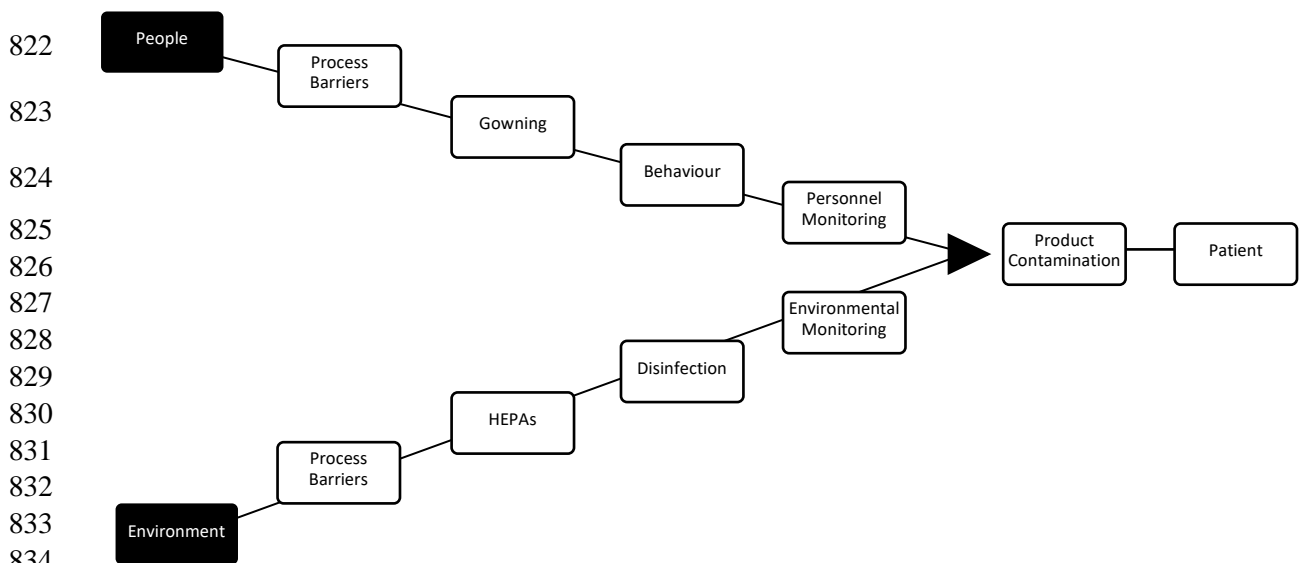 822
People
Process
Barriers
823
Gowning
824
Behaviour
Personnel
Monitoring
825
Product
Contamination
Patient
826
827
Environmental
Monitoring
828
829
Disinfection
830
HEPAs
831
Process
Barriers
832
833
Environment
834